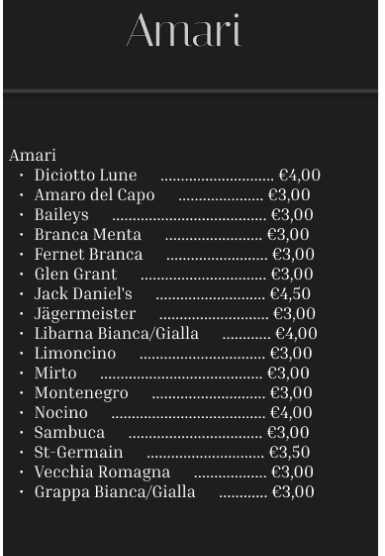 Amari
Amari
• Diciotto Lune ............................ €4,00
• Amaro del Capo ..................... €3,00
• Baileys ...................................... €3,00
• Branca Menta ........................ €3,00
• Fernet Branca ......................... €3,00
• Glen Grant ............................... €3,00
• Jack Daniel's ........................... €4,50
• Jägermeister ........................... €3,00
• Libarna Bianca/Gialla ............ €4,00
• Limoncino ............................... €3,00
• Mirto ........................................ €3,00
• Montenegro ............................ €3,00
• Nocino ...................................... €4,00
• Sambuca ................................. €3,00
• St-Germain ............................. €3,50
• Vecchia Romagna .................. €3,00
• Grappa Bianca/Gialla ............ €3,00